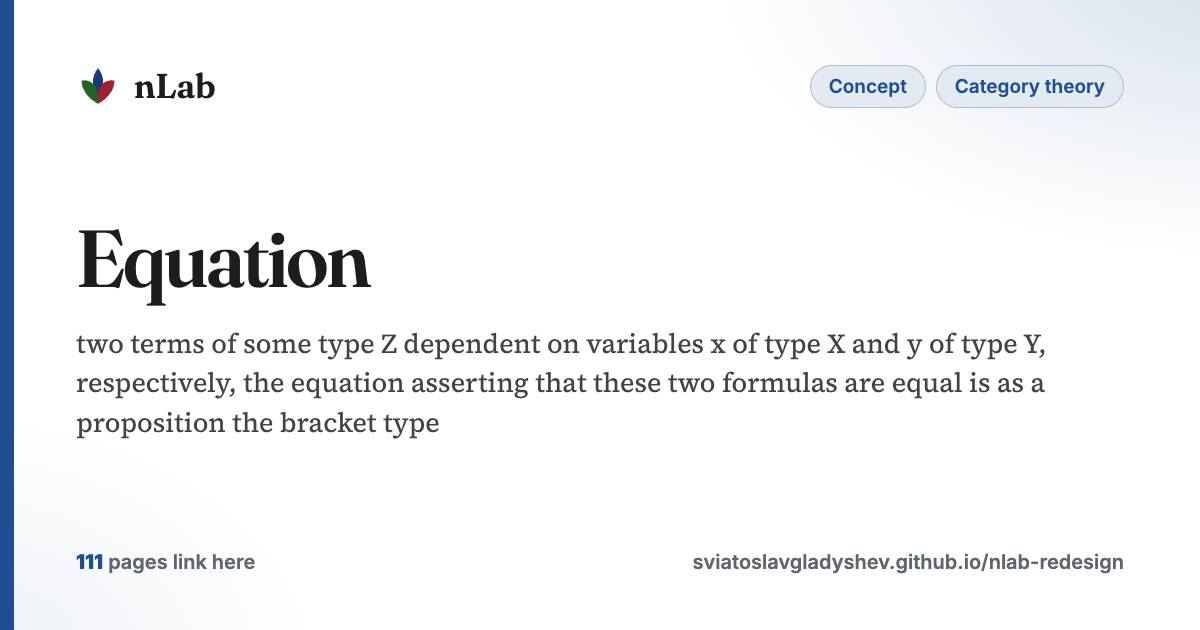 nLab
Concept
Category theory
Equation
two terms of some type Z dependent on variables x of type X and y of type Y,
respectively, the equation asserting that these two formulas are equal is as a
proposition the bracket type
111 pages link here
sviatoslavgladyshev.github.io/nlab-redesign